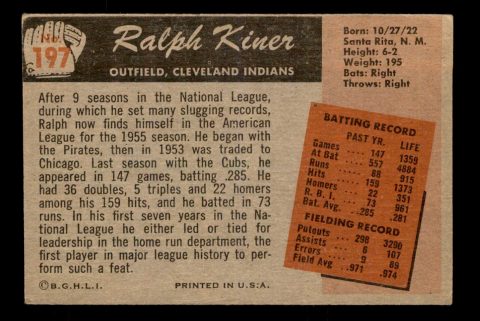 No.
197
Ralph Kiner
OUTFIELD, CLEVELAND INDIANS
Born: 10/27/22
Santa Rita, N. M.
Height: 6-2
Weight: 195
Bats: Right
Throws: Right
After 9 seasons in the National League,
during which he set many slugging records,
Ralph now finds himself in the American
League for the 1955 season. He began with
the Pirates, then in 1953 was traded to
Chicago. Last season with the Cubs, he
appeared in 147 games, batting .285. He
had 36 doubles, 5 triples and 22 homers
among his 159 hits, and he batted in 73
runs. In his first seven years in the Na-
tional League he either led or tied for
leadership in the home run department, the
first player in major league history to per-
form such a feat.
BATTING RECORD
PAST YR. LIFE
Games 147 1359
At Bat 557 4884
Runs 88 915
Hits 159 1373
Homers 22 351
R. B. I. 73 961
Bat. Avg. .285 .281
FIELDING RECORD
Putouts 298 3290
Assists 6 107
Errors 9 89
Field Avg .971 .974
©B.G.H.L.I. PRINTED IN U.S.A.